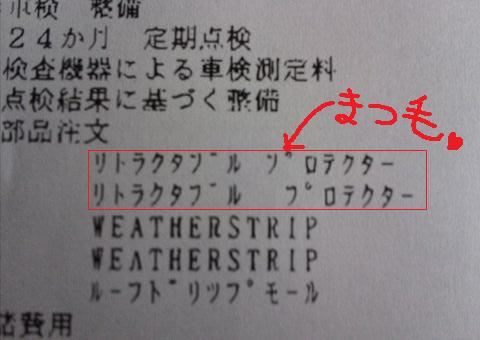 車検 整備
24か月 定期点検
検査機器による車検測定料
点検結果に基づく整備
部品注文
まつ毛
ﾘﾄﾗｸﾀﾝﾞﾙ ﾝﾟﾛﾃｸﾀｰ
ﾘﾄﾗｸﾀﾌﾞﾙ ﾌﾟﾛﾃｸﾀｰ
WEATHERSTRIP
WEATHERSTRIP
ﾙｰﾌﾄﾞﾘｯﾌﾟﾓｰﾙ
諸費用